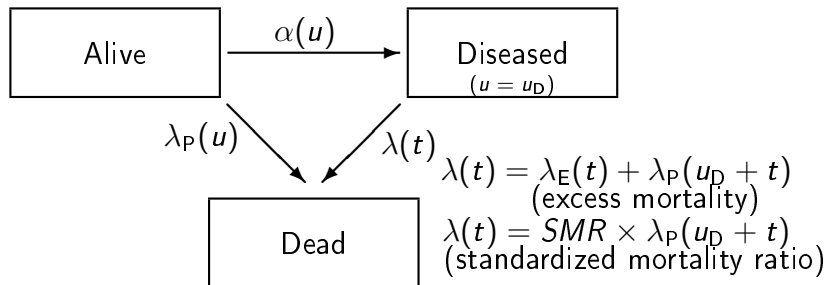 Alive
α(u)
Diseased
(u = u_D)
λ_P(u)
λ(t)
λ(t) = λ_E(t) + λ_P(u_D + t)
(excess mortality)
Dead
λ(t) = SMR × λ_P(u_D + t)
(standardized mortality ratio)